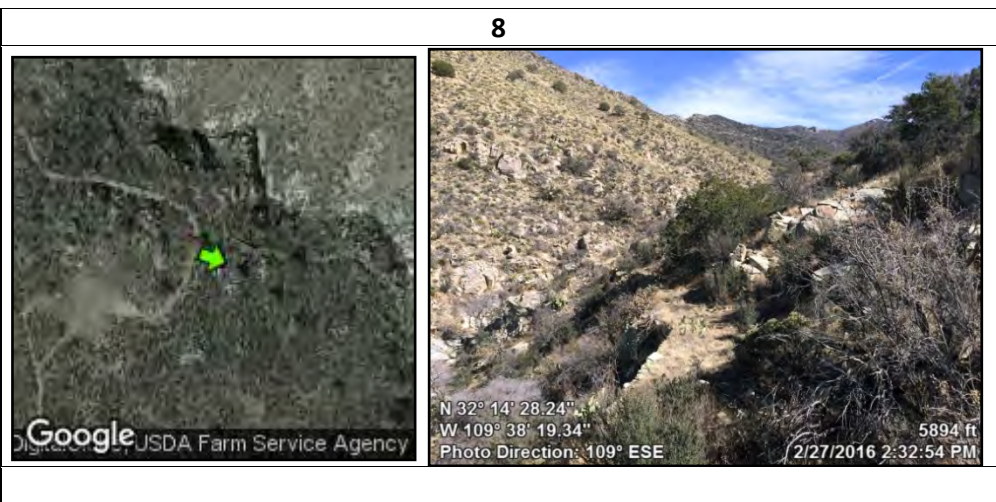 8
Google
USDA Farm Service Agency
N 32° 14' 28.24"
W 109° 38' 19.34"
Photo Direction: 109° ESE
5894 ft
2/27/2016 2:32:54 PM